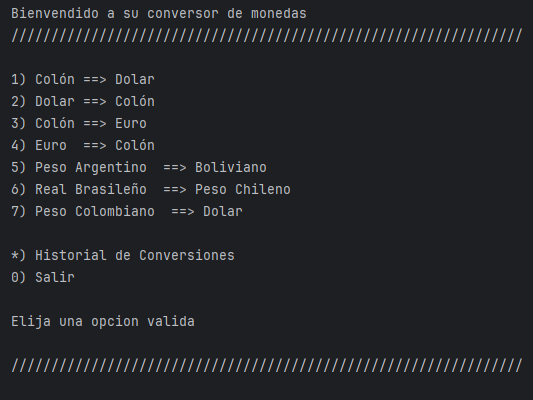 Bienvendido a su conversor de monedas
////////////////////////////////////////////////////////////////
1) Colón ==> Dolar
2) Dolar ==> Colón
3) Colón ==> Euro
4) Euro  ==> Colón
5) Peso Argentino  ==> Boliviano
6) Real Brasileño  ==> Peso Chileno
7) Peso Colombiano  ==> Dolar
*) Historial de Conversiones
0) Salir
Elija una opcion valida
////////////////////////////////////////////////////////////////